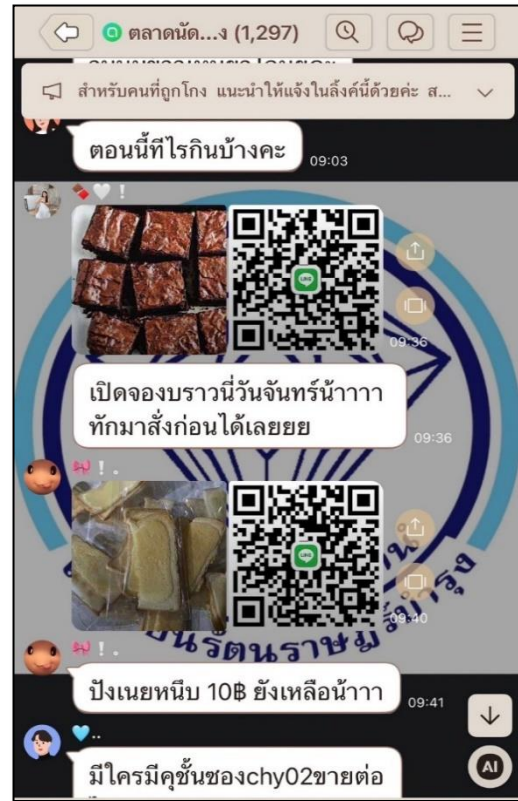 ตลาดนัด...ง (1,297)
สำหรับคนที่ถูกโกง แนะนำให้แจ้งในลิ้งค์นี้ด้วยค่ะ ส...
ตอนนี้ทีไรกินบ้างคะ
09:03
LINE
09:36
เปิดจองบราวนี่วันจันทร์น้าาาา
ทักมาสั่งก่อนได้เลยยย
09:36
LINE
09:40
ปังเนยหนึบ 10฿ ยังเหลือน้าาา
09:41
มีใครมีคุชั้นซองchy02ขายต่อ
AI